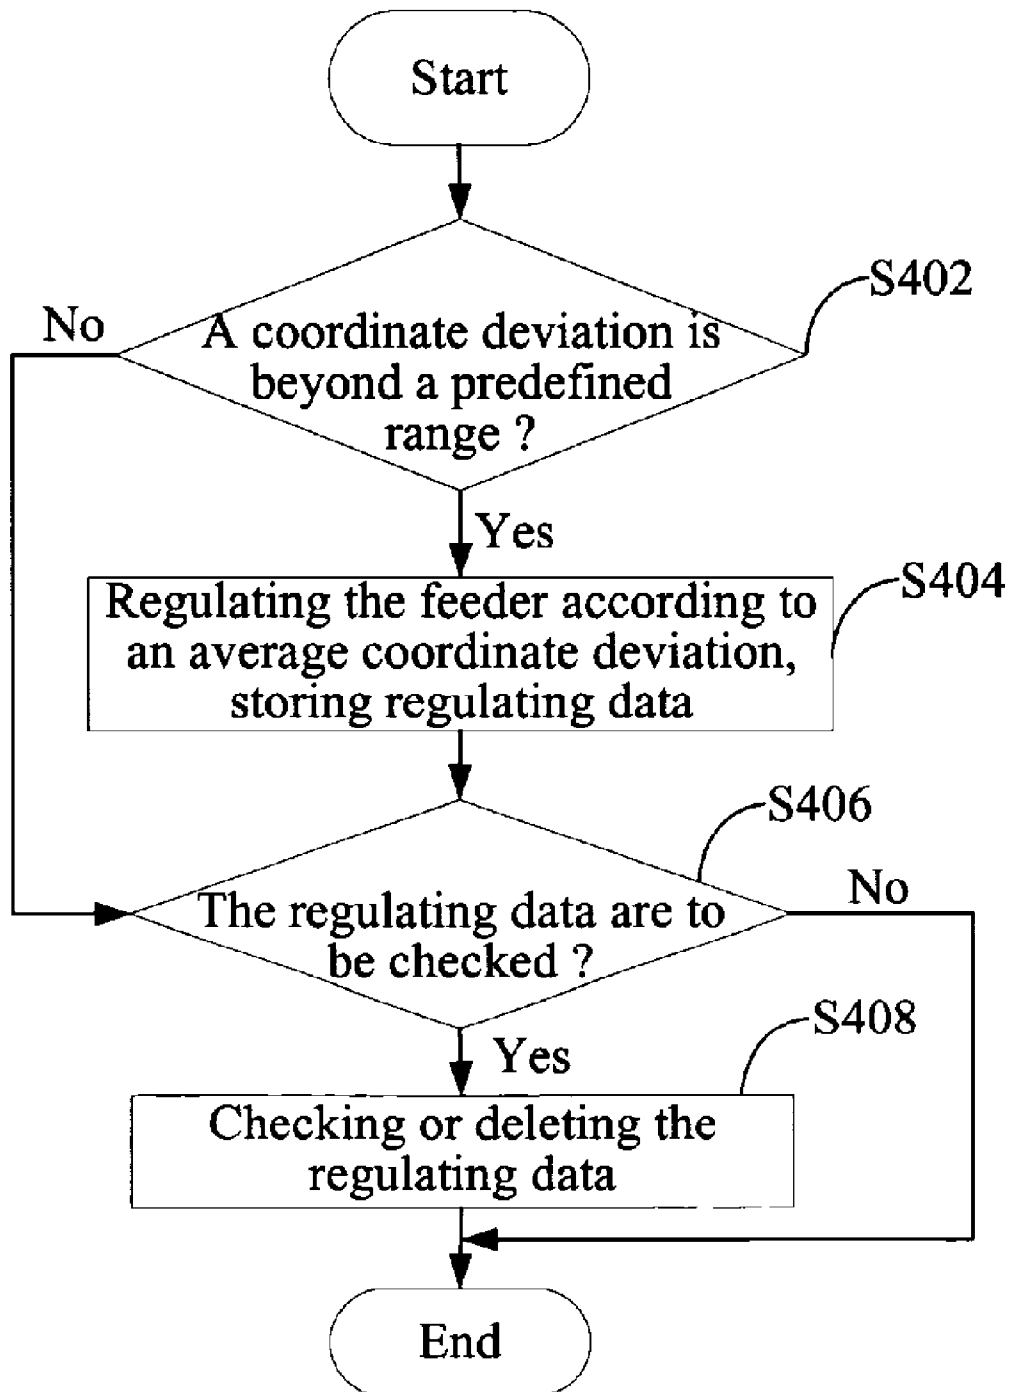 Start
S402
No
A coordinate deviation is
beyond a predefined
range ?
Yes
S404
Regulating the feeder according to
an average coordinate deviation,
storing regulating data
S406
No
The regulating data are to
be checked ?
S408
Yes
Checking or deleting the
regulating data
End